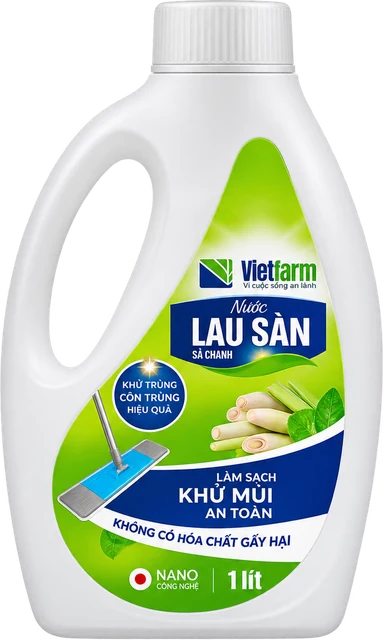 Vietfarm
Vì cuộc sống an lành
Nước
LAU SÀN
SẢ CHANH
KHỬ TRÙNG
CÔN TRÙNG
HIỆU QUẢ
LÀM SẠCH
KHỬ MÙI
AN TOÀN
KHÔNG CÓ HÓA CHẤT GẤY HẠI
NANO
CÔNG NGHỆ
1 lít